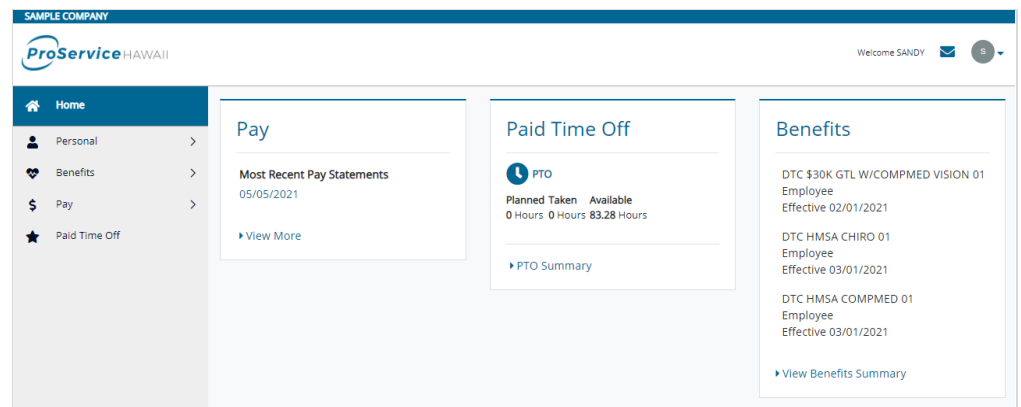 SAMPLE COMPANY
ProService HAWAII
Welcome SANDY
S
Home
Personal
Benefits
Pay
Paid Time Off
Pay
Most Recent Pay Statements
05/05/2021
View More
Paid Time Off
PTO
Planned Taken Available
0 Hours 0 Hours 83.28 Hours
PTO Summary
Benefits
DTC $30K GTL W/COMPMED VISION 01
Employee
Effective 02/01/2021
DTC HMSA CHIRO 01
Employee
Effective 03/01/2021
DTC HMSA COMPMED 01
Employee
Effective 03/01/2021
View Benefits Summary